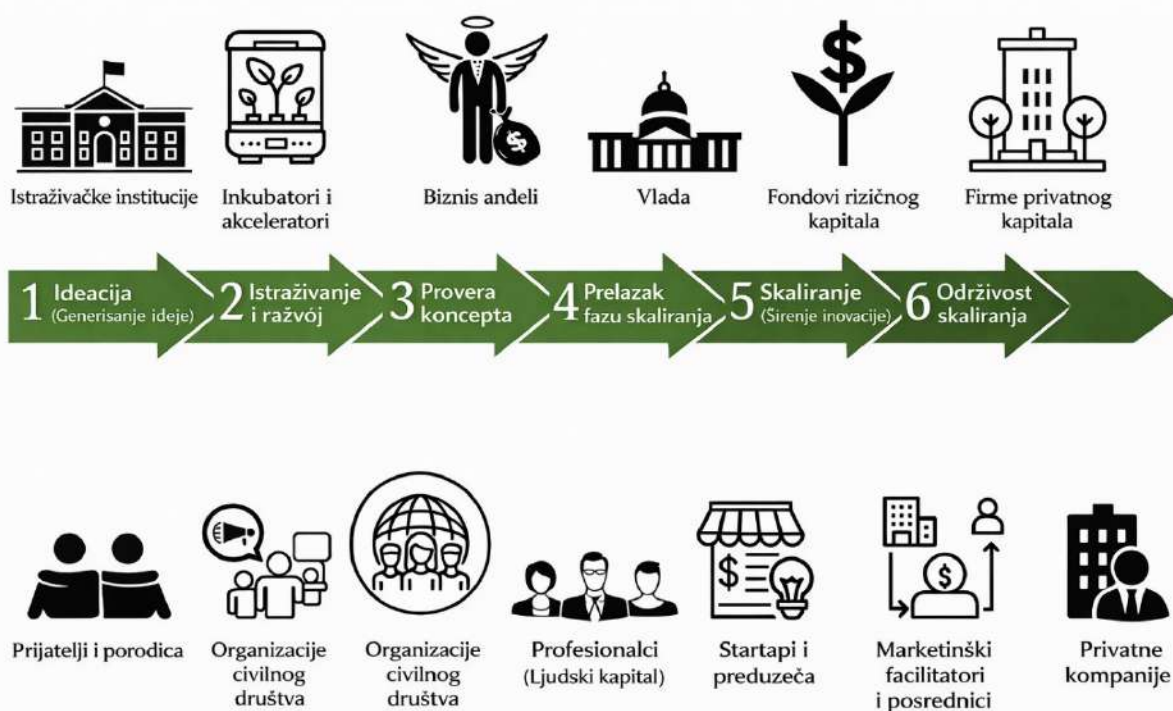 Istraživačke institucije
Inkubatori i
akceleratori
Biznis anđeli
Vlada
Fondovi rizičnog
kapitala
Firme privatnog
kapitala
1 Ideacija
(Generisanje ideje)
2 Istraživanje
i ražvój
3 Provera
koncepta
4 Prelazak
fazu skaliranja
5 Skaliranje
(Širenje inovacije)
6 Održivost
skaliranja
Prijatelji i porodica
Organizacije
civilnog
društva
Organizacije
civilnog
društva
Profesionalci
(Ljudski kapital)
Startapi i
preduzeča
Marketinški
facilitatori
i posrednici
Privatne
kompanije